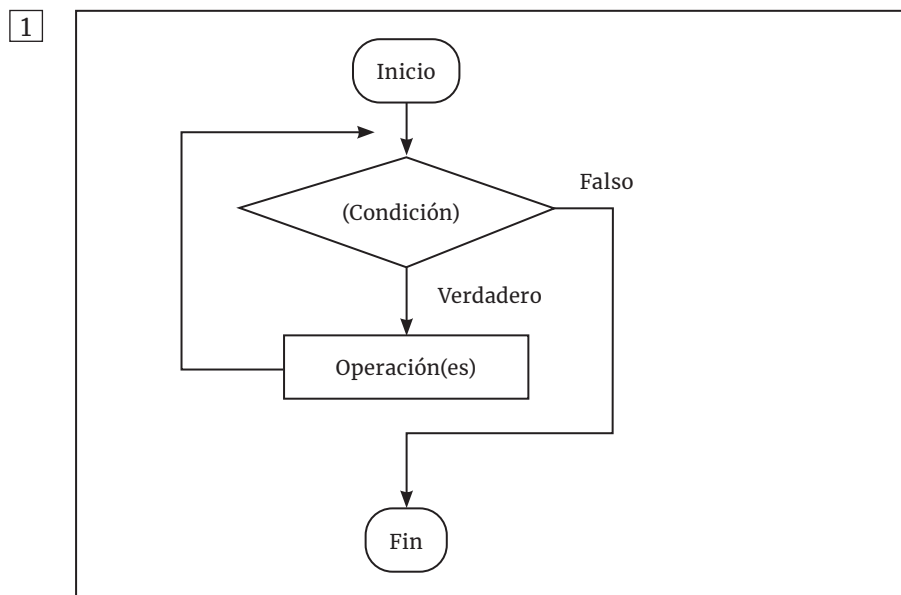 1
Inicio
(Condición)
Falso
Verdadero
Operación(es)
Fin